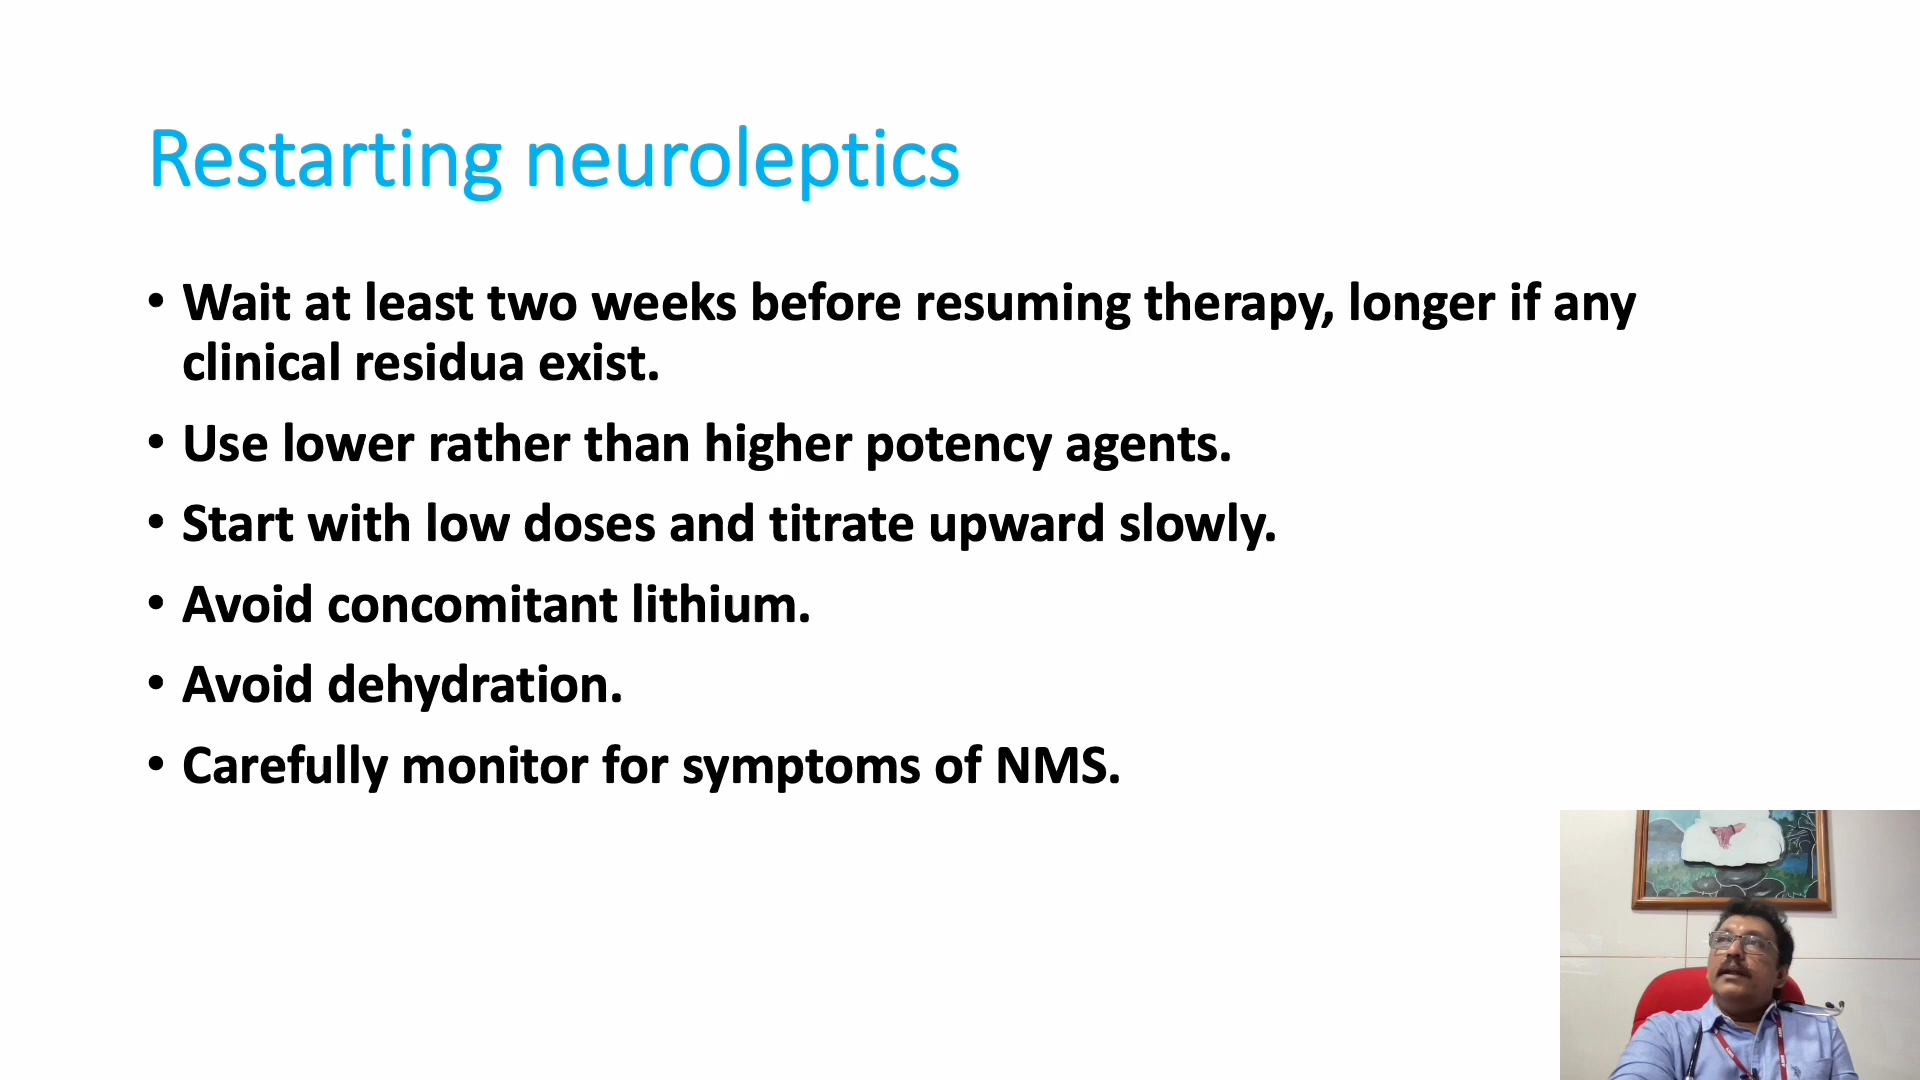 Restarting neuroleptics
• Wait at least two weeks before resuming therapy, longer if any
clinical residua exist.
• Use lower rather than higher potency agents.
• Start with low doses and titrate upward slowly.
• Avoid concomitant lithium.
• Avoid dehydration.
• Carefully monitor for symptoms of NMS.